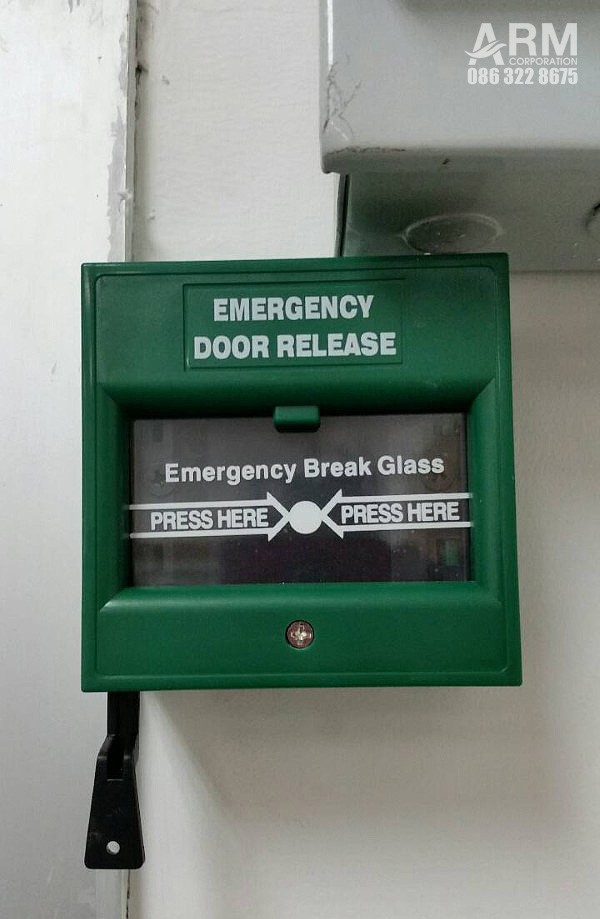 ARM
CORPORATION
086 322 8675
EMERGENCY
DOOR RELEASE
Emergency Break Glass
PRESS HERE PRESS HERE